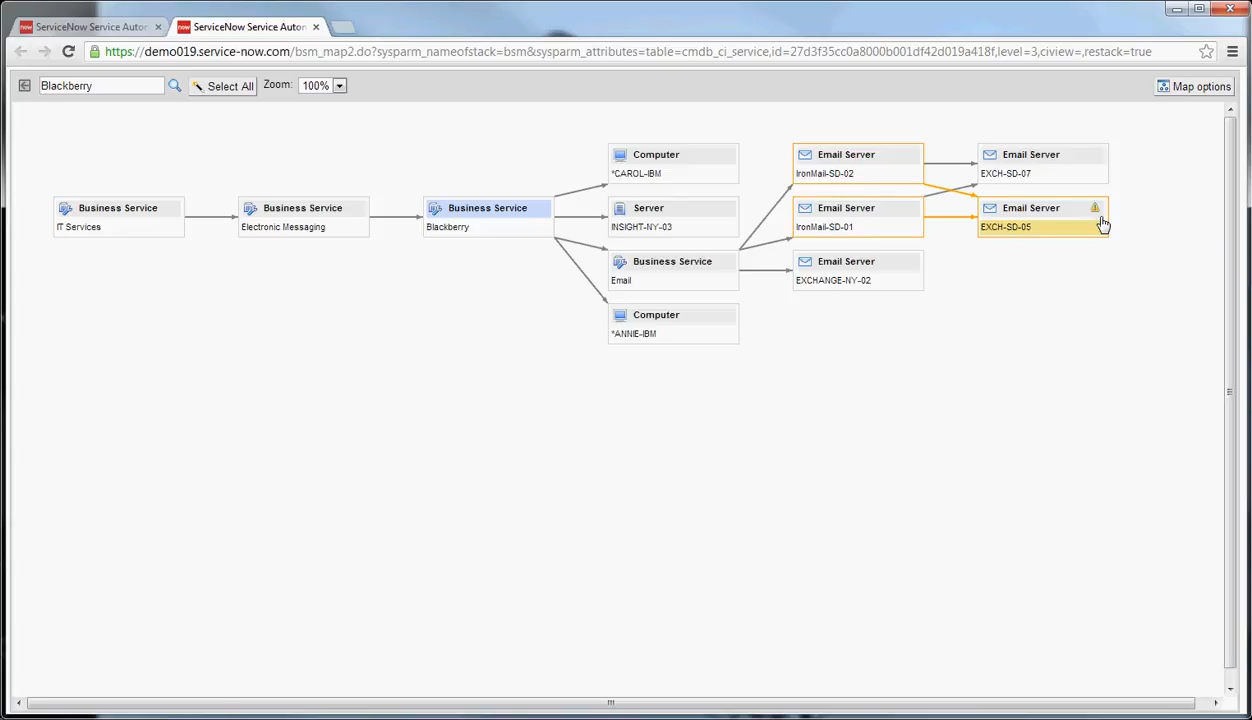 ServiceNow Service Autor
ServiceNow Service Autor
https://demo019.service-now.com/bsm_map2.do?sysparm_nameofstack=bsm&sysparm_attributes=table=cmdb_ci_service,id=27d3f35cc0a8000b001df42d019a418f,level=3,ciview=,restack=true
Blackberry
Select All
Zoom:
100%
Map options
Business Service
IT Services
Business Service
Electronic Messaging
Business Service
Blackberry
Computer
*CAROL-IBM
Server
INSIGHT-NY-03
Business Service
Email
Computer
*ANNIE-IBM
Email Server
IronMail-SD-02
Email Server
IronMail-SD-01
Email Server
EXCHANGE-NY-02
Email Server
EXCH-SD-07
Email Server
EXCH-SD-05